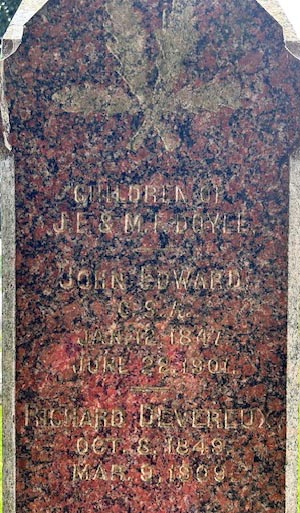 CHILDREN OF
J.E. & M.F. DOYLE.
JOHN EDWARD
C.S.A.
JAN. 12, 1847
JUNE 22, 1901.
RICHARD DEVEREUX
OCT. 8, 1849
MAR. 9, 1909.